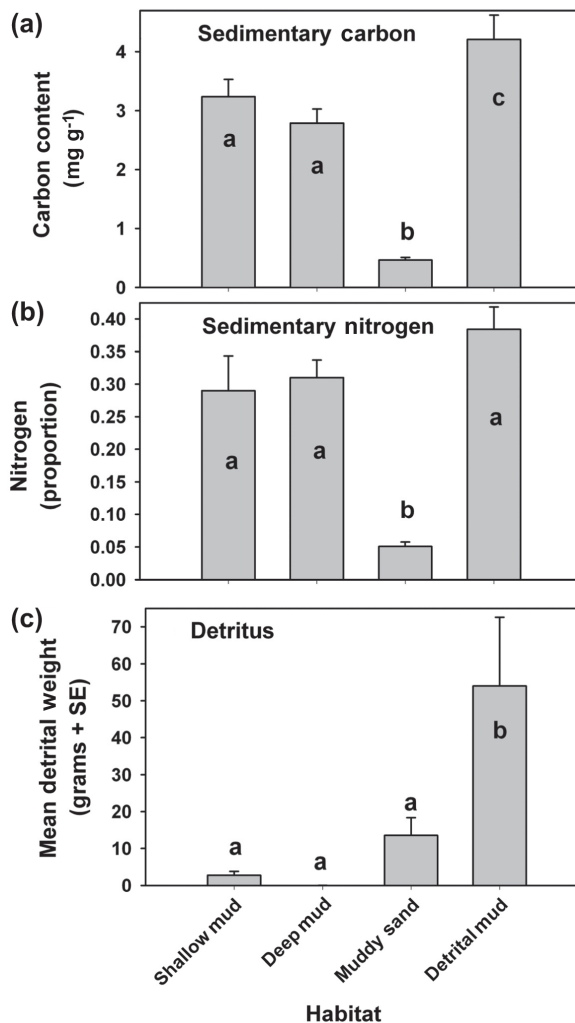 (a)
Sedimentary carbon
Carbon content
(mg g⁻¹)
4
3
2
1
0
a
a
b
c
(b)
Sedimentary nitrogen
Nitrogen
(proportion)
0.40
0.35
0.30
0.25
0.20
0.15
0.10
0.05
0.00
a
a
b
a
(c)
Detritus
Mean detrital weight
(grams + SE)
70
60
50
40
30
20
10
0
a
a
a
b
Shallow mud
Deep mud
Muddy sand
Detrital mud
Habitat